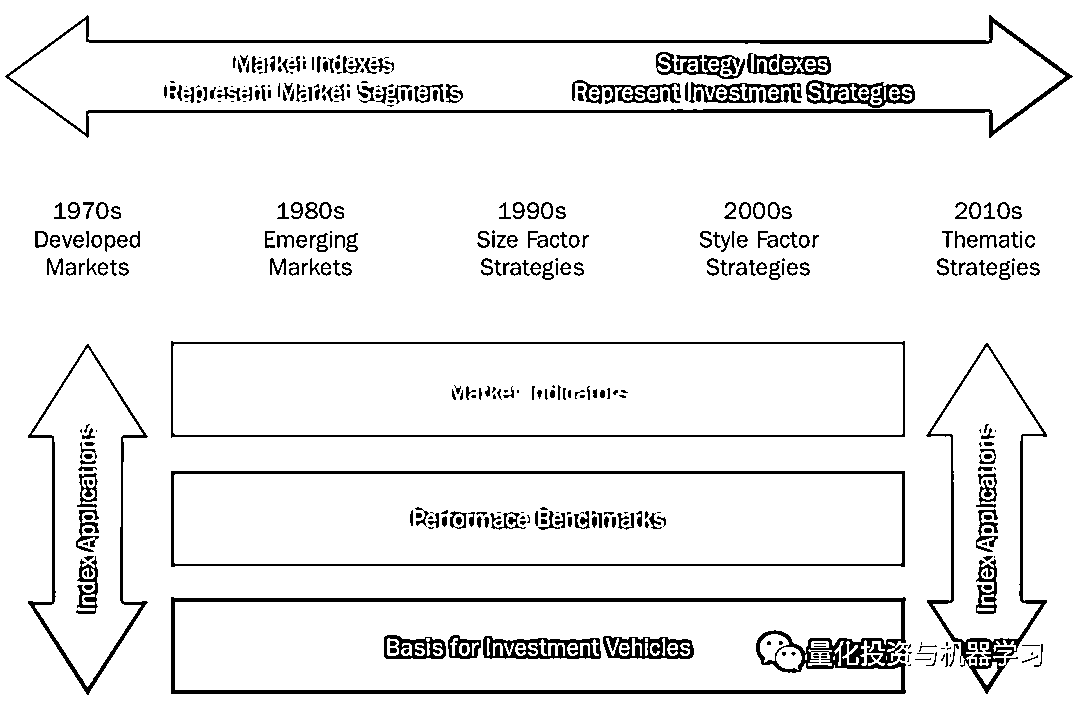 Market Indexes
Represent Market Segments
Strategy Indexes
Represent Investment Strategies
1970s
Developed
Markets
1980s
Emerging
Markets
1990s
Size Factor
Strategies
2000s
Style Factor
Strategies
2010s
Thematic
Strategies
Index Applications
Market Indicators
Performace Benchmarks
Basis for Investment Vehicles
Index Applications
量化投资与机器学习